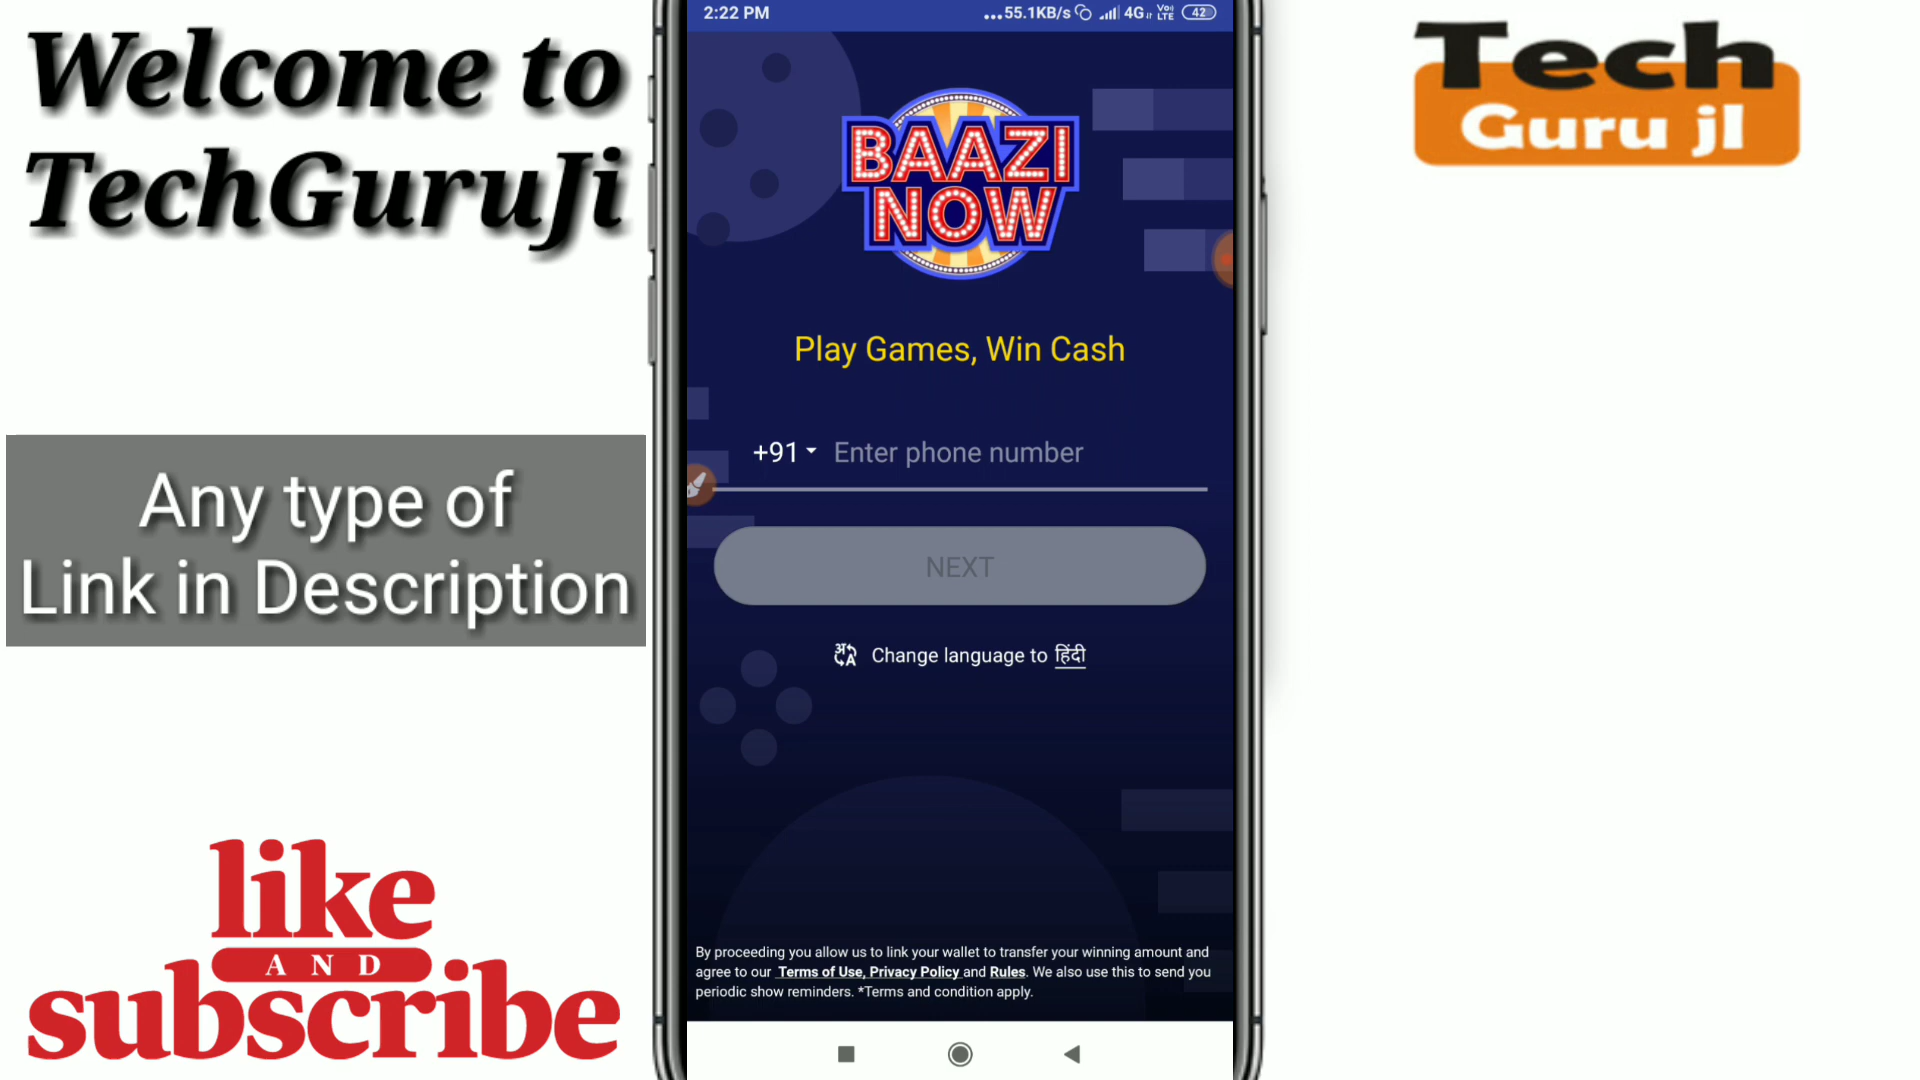 Welcome to
TechGuruJi
Any type of
Link in Description
like
AND
subscribe
2:22 PM
...55.1KB/s 4G VoLTE 42
BAAZI
NOW
Play Games, Win Cash
+91 Enter phone number
NEXT
Change language to हिंदी
By proceeding you allow us to link your wallet to transfer your winning amount and
agree to our Terms of Use, Privacy Policy and Rules. We also use this to send you
periodic show reminders. *Terms and condition apply.
Tech
Guru jI